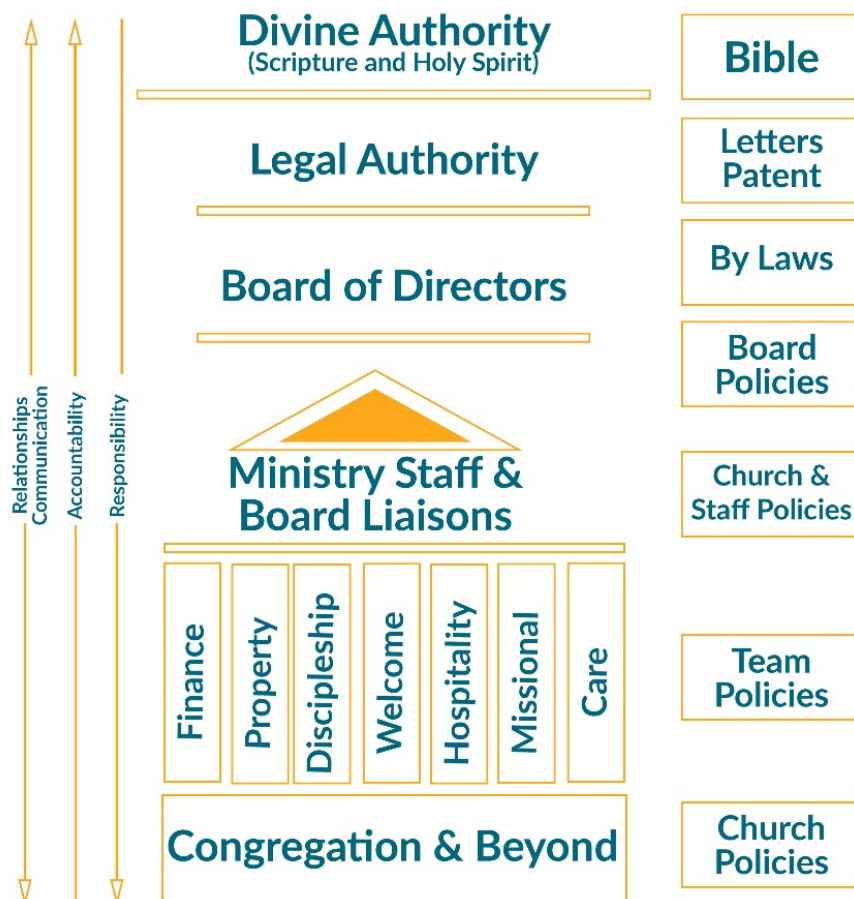 Divine Authority
(Scripture and Holy Spirit)
Bible
Legal Authority
Letters
Patent
Board of Directors
By Laws
Board
Policies
Relationships
Communication
Accountability
Responsibility
Ministry Staff &
Board Liaisons
Church &
Staff Policies
Finance
Property
Discipleship
Welcome
Hospitality
Missional
Care
Team
Policies
Congregation & Beyond
Church
Policies